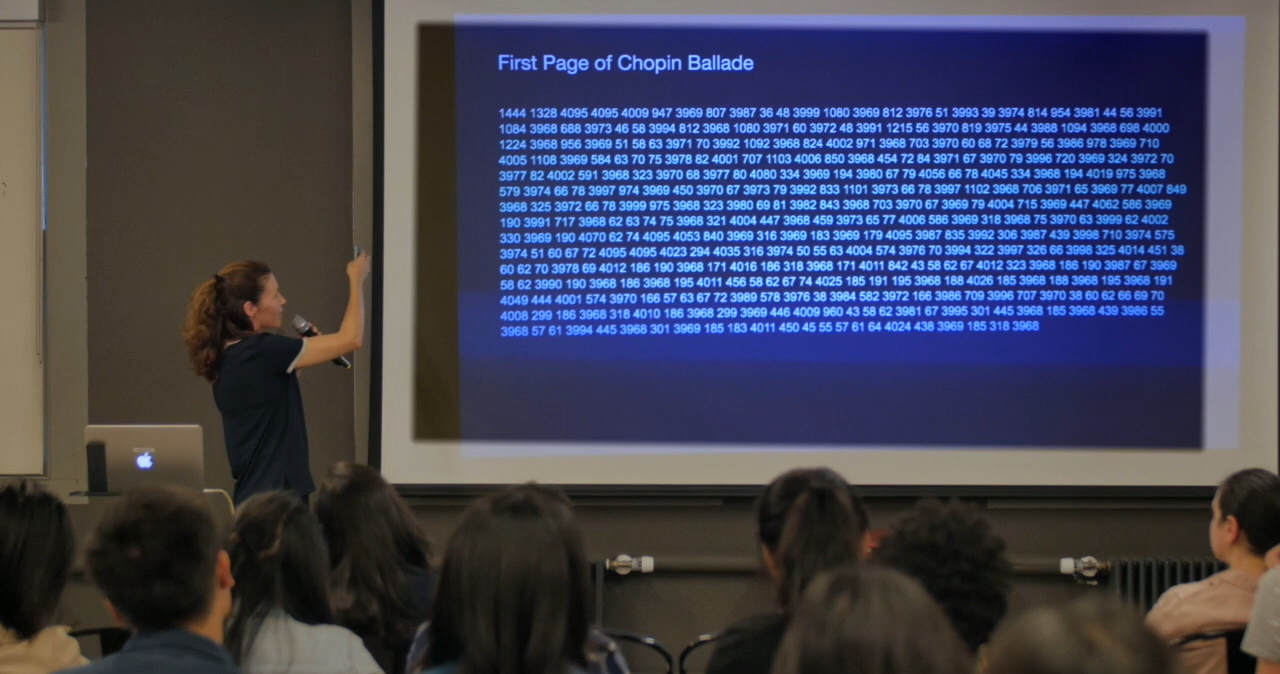 First Page of Chopin Ballade
1444 1328 4095 4095 4009 947 3969 807 3987 36 48 3999 1080 3969 812 3976 51 3993 39 3974 814 954 3981 44 56 3991
1084 3968 688 3973 46 58 3994 812 3968 1080 3971 60 3972 48 3991 1215 56 3970 819 3975 44 3988 1094 3968 698 4000
1224 3968 956 3969 51 58 63 3971 70 3992 1092 3968 824 4002 971 3968 703 3970 60 68 72 3979 56 3986 978 3969 710
4005 1108 3969 584 63 70 75 3978 82 4001 707 1103 4006 850 3968 454 72 84 3971 67 3970 79 3996 720 3969 324 3972 70
3977 82 4002 591 3968 323 3970 68 3977 80 4080 334 3969 194 3980 67 79 4056 66 78 4045 334 3968 194 4019 975 3968
579 3974 66 78 3997 974 3969 450 3970 67 3973 79 3992 833 1101 3973 66 78 3997 1102 3968 706 3971 65 3969 77 4007 849
3968 325 3972 66 78 3999 975 3968 323 3980 69 81 3982 843 3968 703 3970 67 3969 79 4004 715 3969 447 4062 586 3969
190 3991 717 3968 62 63 74 75 3968 321 4004 447 3968 459 3973 65 77 4006 586 3969 318 3968 75 3970 63 3999 62 4002
330 3969 190 4070 62 74 4095 4053 840 3969 316 3969 183 3969 179 4095 3987 835 3992 306 3987 439 3998 710 3974 575
3974 51 60 67 72 4095 4095 4023 294 4035 316 3974 50 55 63 4004 574 3976 70 3994 322 3997 326 66 3998 325 4014 451 38
60 62 70 3978 69 4012 186 190 3968 171 4016 186 318 3968 171 4011 842 43 58 62 67 4012 323 3968 186 190 3987 67 3969
58 62 3990 190 3968 186 3968 195 4011 456 58 62 67 74 4025 185 191 195 3968 188 4026 185 3968 188 3968 195 3968 191
4049 444 4001 574 3970 166 57 63 67 72 3989 578 3976 38 3984 582 3972 166 3986 709 3996 707 3970 38 60 62 66 69 70
4008 299 186 3968 318 4010 186 3968 299 3969 446 4009 960 43 58 62 3981 67 3995 301 445 3968 185 3968 439 3986 55
3968 57 61 3994 445 3968 301 3969 185 183 4011 450 45 55 57 61 64 4024 438 3969 185 318 3968